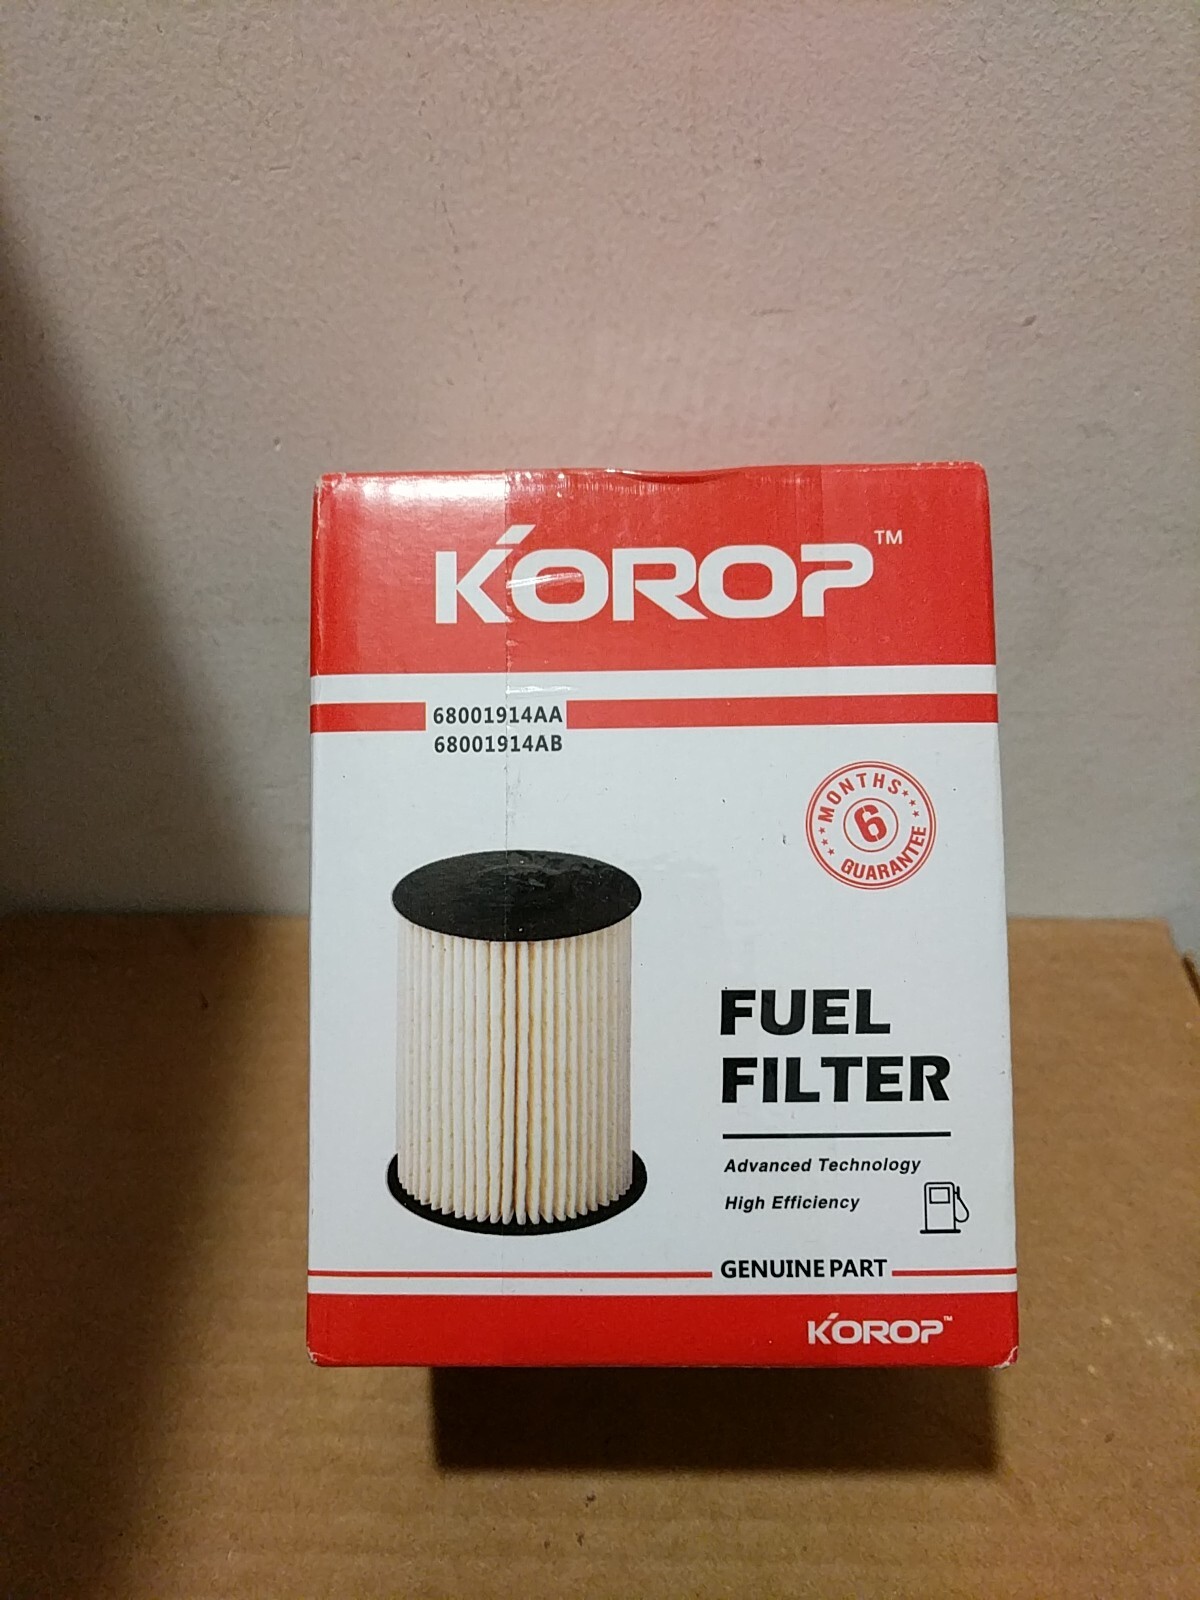 KOROP™
68001914AA
68001914AB
MONTHS
6
GUARANTEE
FUEL
FILTER
Advanced Technology
High Efficiency
GENUINE PART
KOROP™